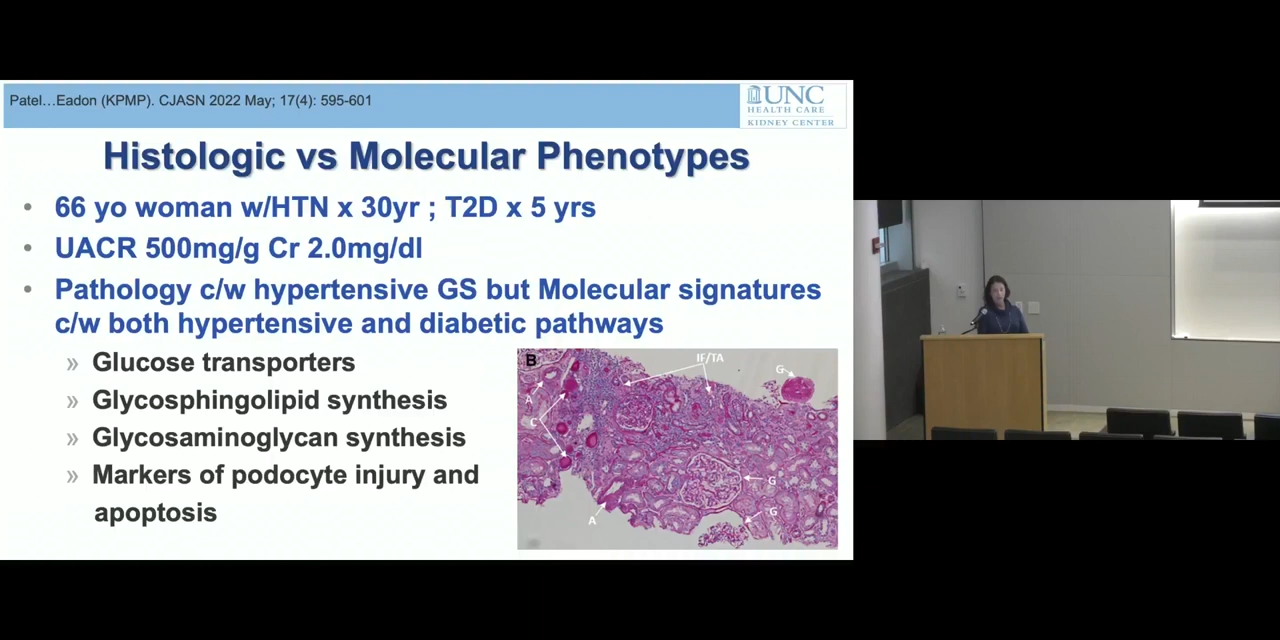 Patel…Eadon (KPMP). CJASN 2022 May; 17(4): 595-601
UNC
HEALTH CARE
KIDNEY CENTER
Histologic vs Molecular Phenotypes
• 66 yo woman w/HTN x 30yr ; T2D x 5 yrs
• UACR 500mg/g Cr 2.0mg/dl
• Pathology c/w hypertensive GS but Molecular signatures
c/w both hypertensive and diabetic pathways
» Glucose transporters
» Glycosphingolipid synthesis
» Glycosaminoglycan synthesis
» Markers of podocyte injury and
apoptosis
B
IF/TA
G
A
C
G
G
A